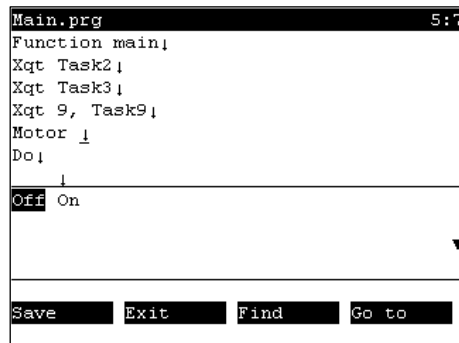 Main.prg 5:7
Function main↓
Xqt Task2↓
Xqt Task3↓
Xqt 9, Task9↓
Motor ↓
Do↓
↓
Off On
Save Exit Find Go to